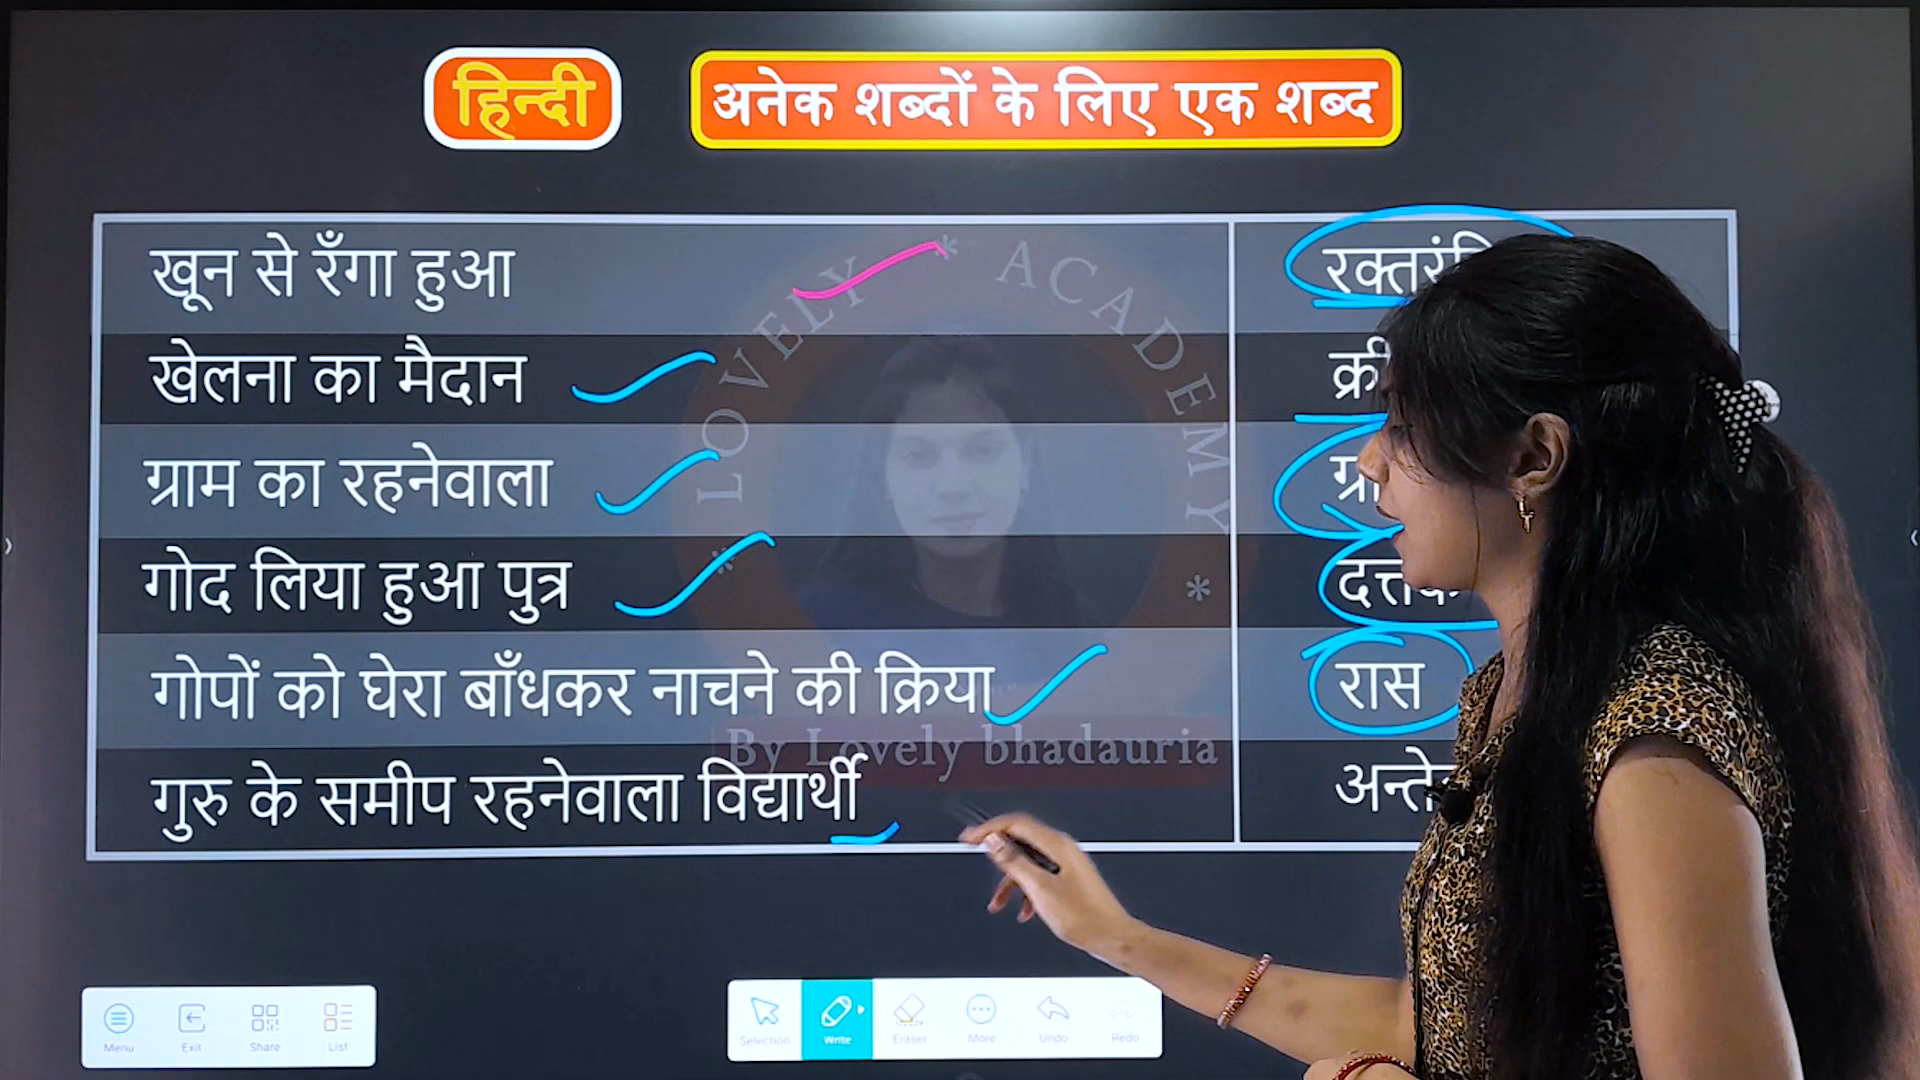 हिन्दी अनेक शब्दों के लिए एक शब्द
खून से रँगा हुआ
खेलना का मैदान
ग्राम का रहनेवाला
गोद लिया हुआ पुत्र
गोपों को घेरा बाँधकर नाचने की क्रिया रास
गुरु के समीप रहनेवाला विद्यार्थी
* LOVELY * ACADEMY *
By Lovely bhadauria
Menu Exit Share List
Selection Write Eraser More Undo Redo